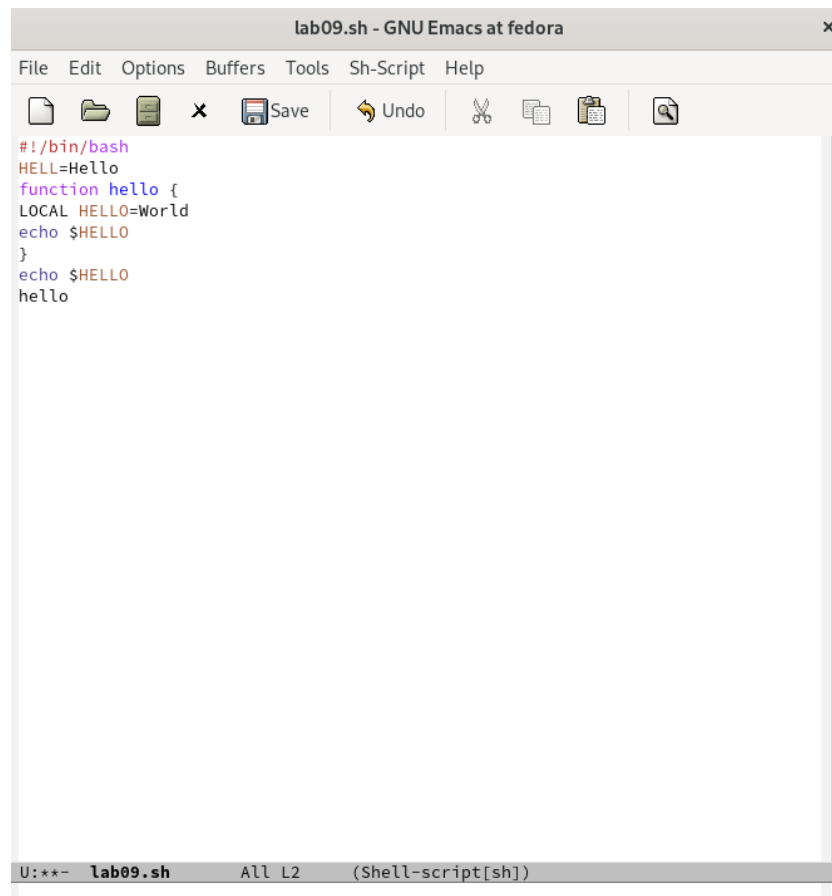 lab09.sh - GNU Emacs at fedora
File Edit Options Buffers Tools Sh-Script Help
Save Undo
#!/bin/bash
HELL=Hello
function hello {
LOCAL HELLO=World
echo $HELLO
}
echo $HELLO
hello
U:**- lab09.sh All L2 (Shell-script[sh])